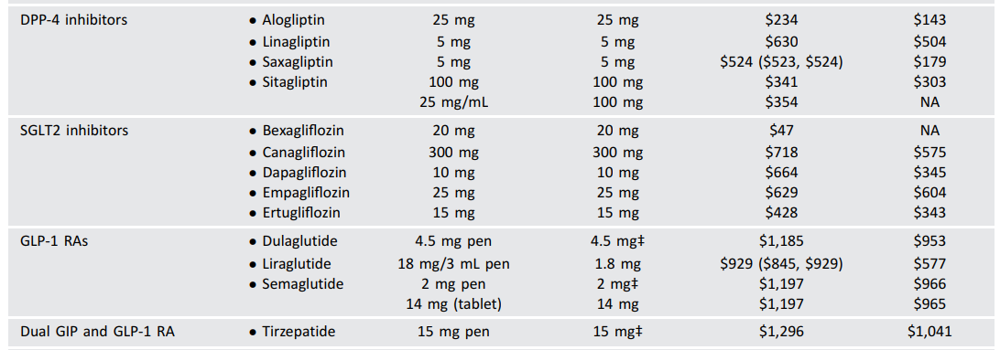 DPP-4 inhibitors • Alogliptin 25 mg 25 mg $234 $143
• Linagliptin 5 mg 5 mg $630 $504
• Saxagliptin 5 mg 5 mg $524 ($523, $524) $179
• Sitagliptin 100 mg 100 mg $341 $303
25 mg/mL 100 mg $354 NA
SGLT2 inhibitors • Bexagliflozin 20 mg 20 mg $47 NA
• Canagliflozin 300 mg 300 mg $718 $575
• Dapagliflozin 10 mg 10 mg $664 $345
• Empagliflozin 25 mg 25 mg $629 $604
• Ertugliflozin 15 mg 15 mg $428 $343
GLP-1 RAs • Dulaglutide 4.5 mg pen 4.5 mg‡ $1,185 $953
• Liraglutide 18 mg/3 mL pen 1.8 mg $929 ($845, $929) $577
• Semaglutide 2 mg pen 2 mg‡ $1,197 $966
14 mg (tablet) 14 mg $1,197 $965
Dual GIP and GLP-1 RA • Tirzepatide 15 mg pen 15 mg‡ $1,296 $1,041